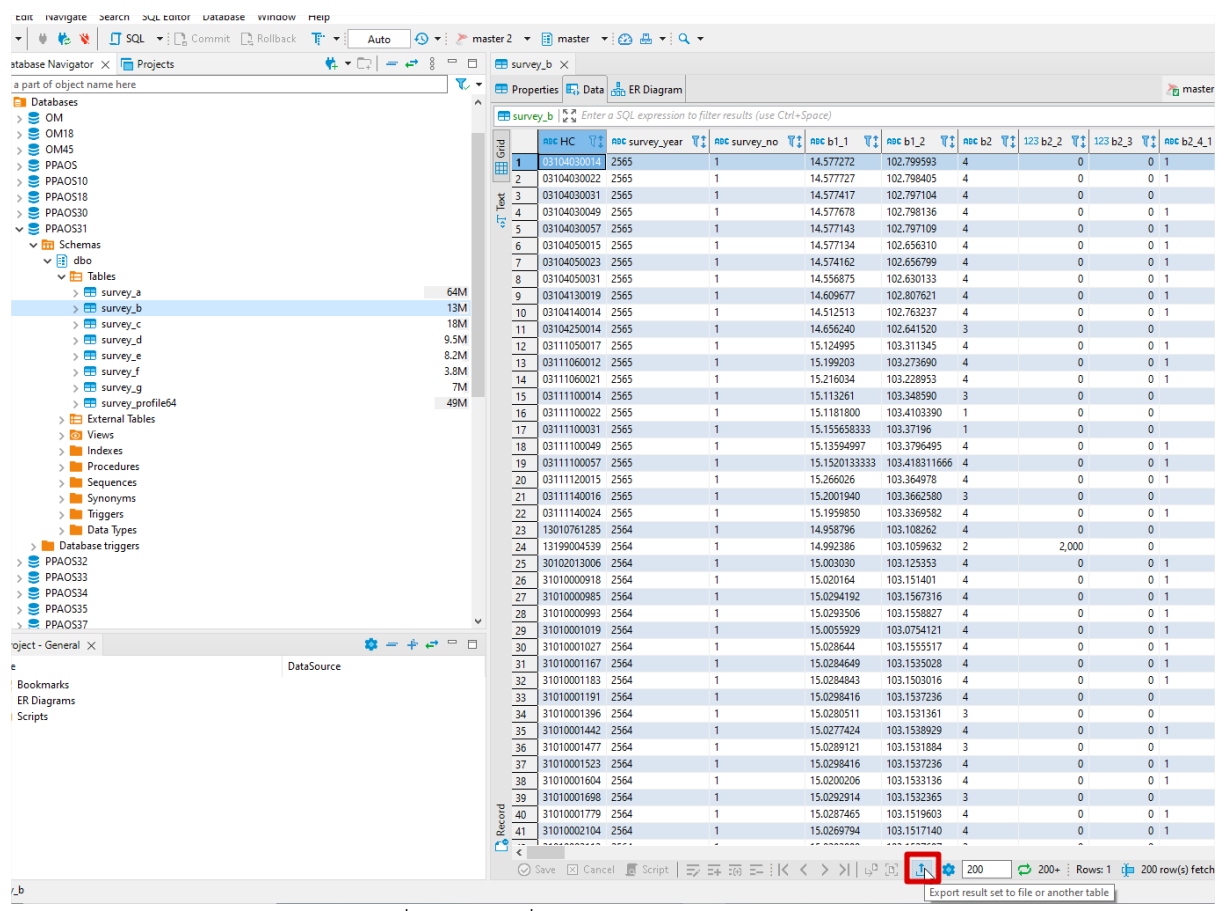 Edit Navigate Search SQL Editor Database Window Help
SQL Commit Rollback Auto master 2 master
atabase Navigator Projects
a part of object name here
Databases
OM
OM18
OM45
PPAOS
PPAOS10
PPAOS18
PPAOS30
PPAOS31
Schemas
dbo
Tables
survey_a 64M
survey_b 13M
survey_c 18M
survey_d 9.5M
survey_e 8.2M
survey_f 3.8M
survey_g 7M
survey_profile64 49M
External Tables
Views
Indexes
Procedures
Sequences
Synonyms
Triggers
Data Types
Database triggers
PPAOS32
PPAOS33
PPAOS34
PPAOS35
PPAOS37
roject - General
e DataSource
Bookmarks
ER Diagrams
Scripts
survey_b
Properties Data ER Diagram master
survey_b Enter a SQL expression to filter results (use Ctrl+Space)
Grid
Text
Record
ABC HC ABC survey_year ABC survey_no ABC b1_1 ABC b1_2 ABC b2 123 b2_2 123 b2_3 ABC b2_4_1
1 03104030014 2565 1 14.577272 102.799593 4 0 0 1
2 03104030022 2565 1 14.577727 102.798405 4 0 0 1
3 03104030031 2565 1 14.577417 102.797104 4 0 0
4 03104030049 2565 1 14.577678 102.798136 4 0 0 1
5 03104030057 2565 1 14.577143 102.797109 4 0 0 1
6 03104050015 2565 1 14.577134 102.656310 4 0 0 1
7 03104050023 2565 1 14.574162 102.656799 4 0 0 1
8 03104050031 2565 1 14.556875 102.630133 4 0 0 1
9 03104130019 2565 1 14.609677 102.807621 4 0 0 1
10 03104140014 2565 1 14.512513 102.763237 4 0 0 1
11 03104250014 2565 1 14.656240 102.641520 3 0 0
12 03111050017 2565 1 15.124995 103.311345 4 0 0 1
13 03111060012 2565 1 15.199203 103.273690 4 0 0 1
14 03111060021 2565 1 15.216034 103.228953 4 0 0 1
15 03111100014 2565 1 15.113261 103.348590 3 0 0
16 03111100022 2565 1 15.1181800 103.4103390 1 0 0
17 03111100031 2565 1 15.155658333 103.37196 1 0 0
18 03111100049 2565 1 15.13594997 103.3796495 4 0 0 1
19 03111100057 2565 1 15.1520133333 103.418311666 4 0 0 1
20 03111120015 2565 1 15.266026 103.364978 4 0 0 1
21 03111140016 2565 1 15.2001940 103.3662580 3 0 0
22 03111140024 2565 1 15.1959850 103.3369582 4 0 0 1
23 13010761285 2564 1 14.958796 103.108262 4 0 0
24 13199004539 2564 1 14.992386 103.1059632 2 2,000 0
25 30102013006 2564 1 15.003030 103.125353 4 0 0 1
26 31010000918 2564 1 15.020164 103.151401 4 0 0 1
27 31010000985 2564 1 15.0294192 103.1567316 4 0 0 1
28 31010000993 2564 1 15.0293506 103.1558827 4 0 0 1
29 31010001019 2564 1 15.0055929 103.0754121 4 0 0 1
30 31010001027 2564 1 15.028644 103.1555517 4 0 0 1
31 31010001167 2564 1 15.0284649 103.1535028 4 0 0 1
32 31010001183 2564 1 15.0284843 103.1503016 4 0 0 1
33 31010001191 2564 1 15.0298416 103.1537236 4 0 0
34 31010001396 2564 1 15.0280511 103.1531361 3 0 0
35 31010001442 2564 1 15.0277424 103.1538929 4 0 0 1
36 31010001477 2564 1 15.0289121 103.1531884 3 0 0
37 31010001523 2564 1 15.0298416 103.1537236 4 0 0 1
38 31010001604 2564 1 15.0200206 103.1533136 4 0 0 1
39 31010001698 2564 1 15.0292914 103.1532365 3 0 0
40 31010001779 2564 1 15.0287465 103.1519603 4 0 0 1
41 31010002104 2564 1 15.0269794 103.1517140 4 0 0 1
Save Cancel Script 200 200+ Rows: 1 200 row(s) fetch
Export result set to file or another table
y_b